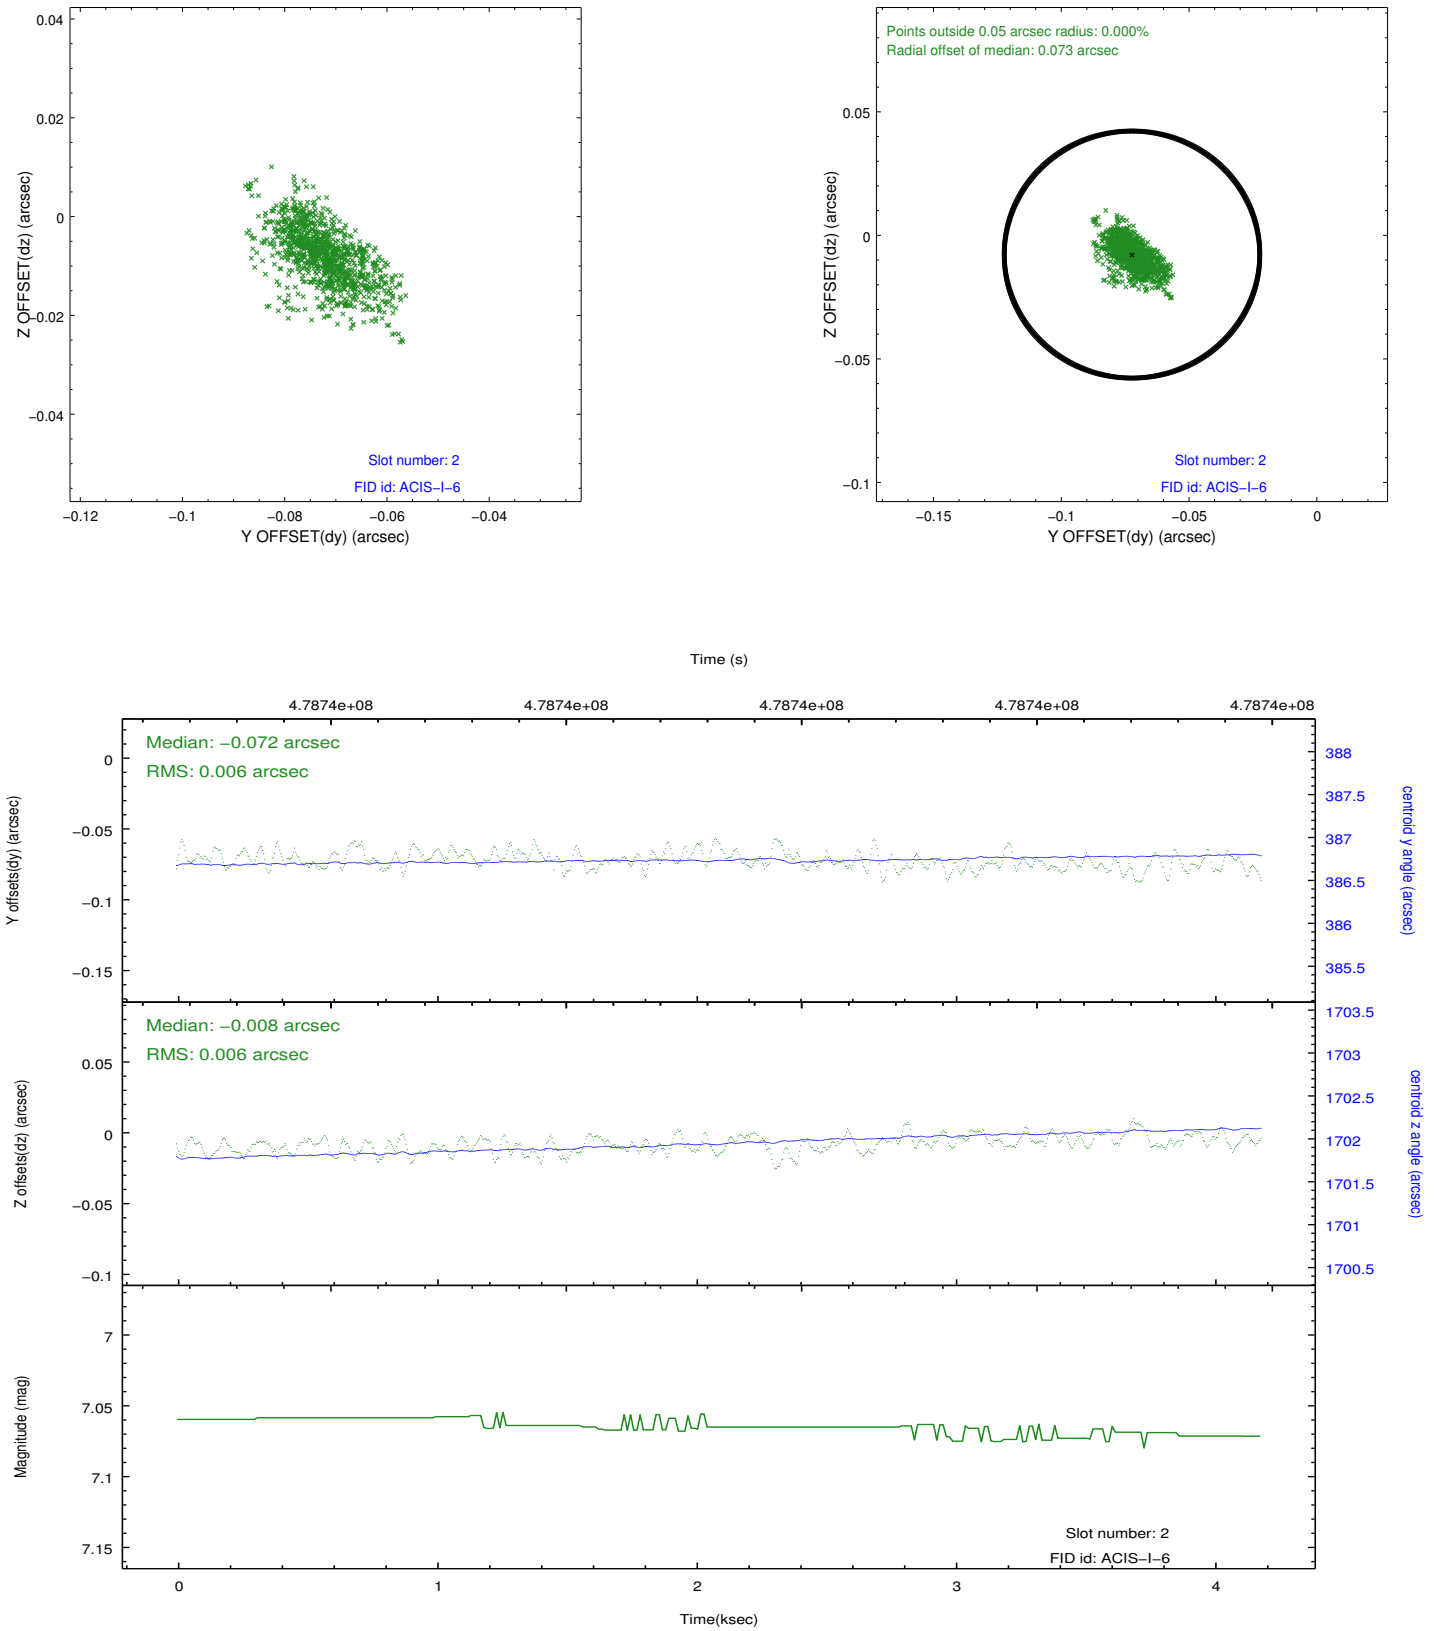 0.04
0.02
0
−0.02
−0.04
Z OFFSET(dz) (arcsec)
Slot number: 2
FID id: ACIS−I−6
−0.12 −0.1 −0.08 −0.06 −0.04
Y OFFSET(dy) (arcsec)
Points outside 0.05 arcsec radius: 0.000%
Radial offset of median: 0.073 arcsec
0.05
0
−0.05
−0.1
Z OFFSET(dz) (arcsec)
Slot number: 2
FID id: ACIS−I−6
−0.15 −0.1 −0.05 0
Y OFFSET(dy) (arcsec)
Time (s)
4.7874e+08 4.7874e+08 4.7874e+08 4.7874e+08 4.7874e+08
Median: −0.072 arcsec
RMS: 0.006 arcsec
0
−0.05
−0.1
−0.15
Y offsets(dy) (arcsec)
388
387.5
387
386.5
386
385.5
centroid y angle (arcsec)
Median: −0.008 arcsec
RMS: 0.006 arcsec
0.05
0
−0.05
−0.1
Z offsets(dz) (arcsec)
1703.5
1703
1702.5
1702
1701.5
1701
1700.5
centroid z angle (arcsec)
7
7.05
7.1
7.15
Magnitude (mag)
Slot number: 2
FID id: ACIS−I−6
0 1 2 3 4
Time(ksec)